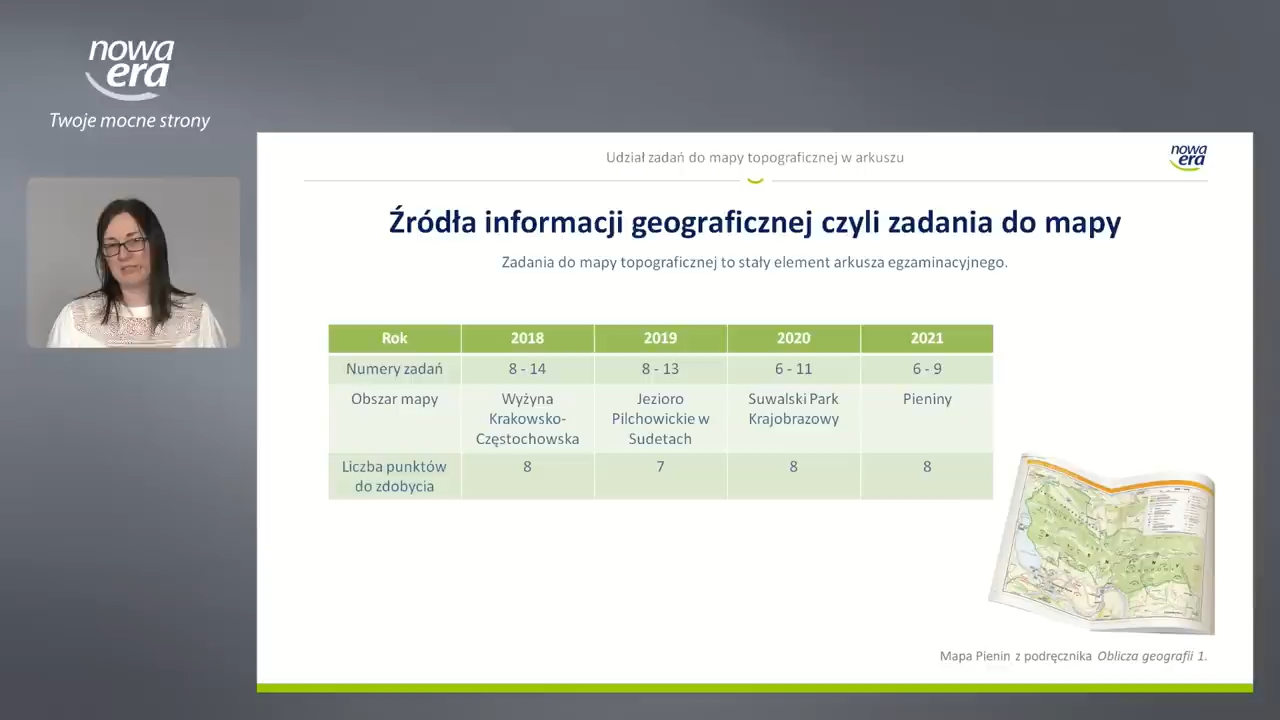 nowa
era
Twoje mocne strony
Udział zadań do mapy topograficznej w arkuszu
nowa
era
Źródła informacji geograficznej czyli zadania do mapy
Zadania do mapy topograficznej to stały element arkusza egzaminacyjnego.
Rok 2018 2019 2020 2021
Numery zadań 8 - 14 8 - 13 6 - 11 6 - 9
Obszar mapy Wyżyna Jezioro Suwalski Park Pieniny
Krakowsko- Pilchowickie w Krajobrazowy
Częstochowska Sudetach
Liczba punktów 8 7 8 8
do zdobycia
Mapa Pienin z podręcznika Oblicza geografii 1.